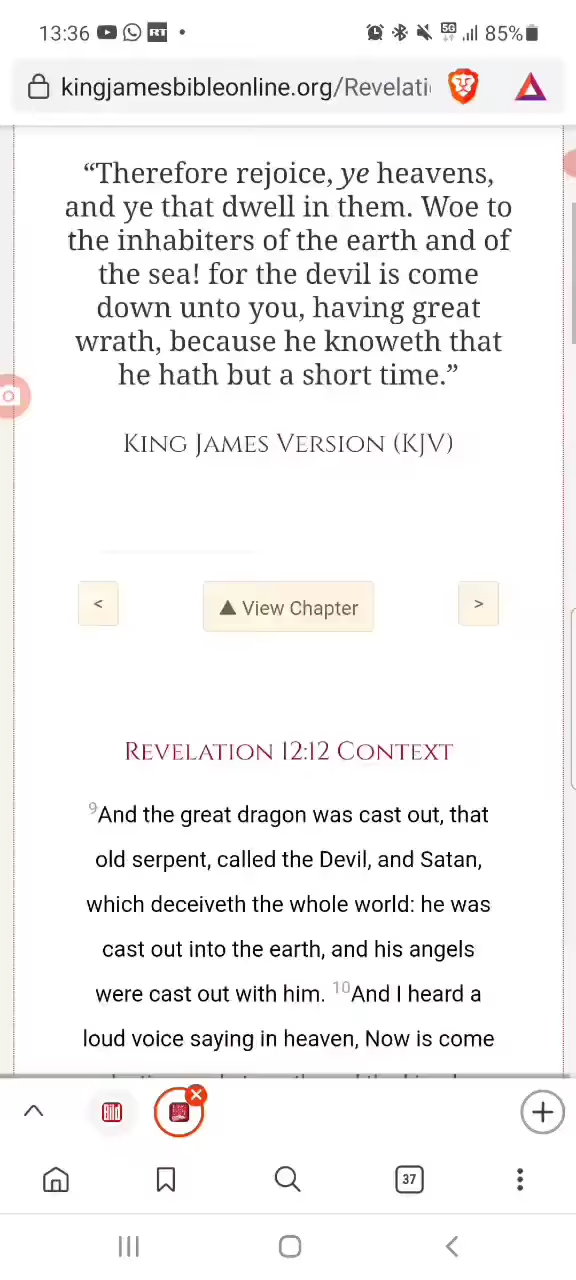 13:36 RT 5G 85%
kingjamesbibleonline.org/Revelati
“Therefore rejoice, ye heavens,
and ye that dwell in them. Woe to
the inhabiters of the earth and of
the sea! for the devil is come
down unto you, having great
wrath, because he knoweth that
he hath but a short time.”
King James Version (KJV)
<
▲ View Chapter
>
Revelation 12:12 Context
9And the great dragon was cast out, that
old serpent, called the Devil, and Satan,
which deceiveth the whole world: he was
cast out into the earth, and his angels
were cast out with him. 10And I heard a
loud voice saying in heaven, Now is come
Bild
37